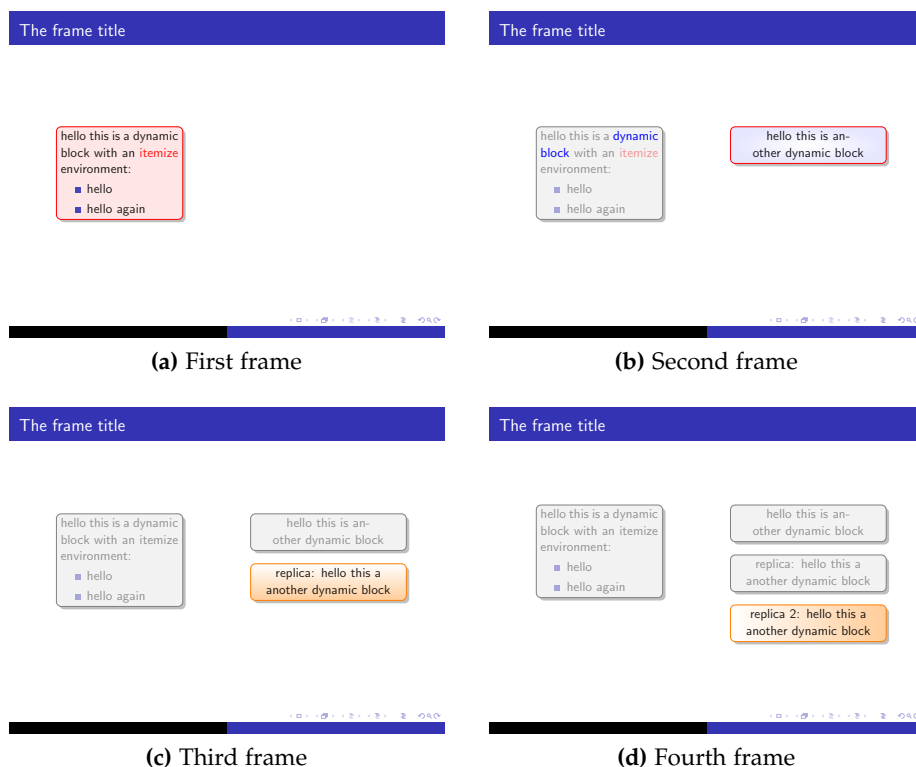 The frame title
hello this is a dynamic
block with an itemize
environment:
hello
hello again
(a) First frame
The frame title
hello this is a dynamic
block with an itemize
environment:
hello
hello again
hello this is an-
other dynamic block
(b) Second frame
The frame title
hello this is a dynamic
block with an itemize
environment:
hello
hello again
hello this is an-
other dynamic block
replica: hello this a
another dynamic block
(c) Third frame
The frame title
hello this is a dynamic
block with an itemize
environment:
hello
hello again
hello this is an-
other dynamic block
replica: hello this a
another dynamic block
replica 2: hello this a
another dynamic block
(d) Fourth frame